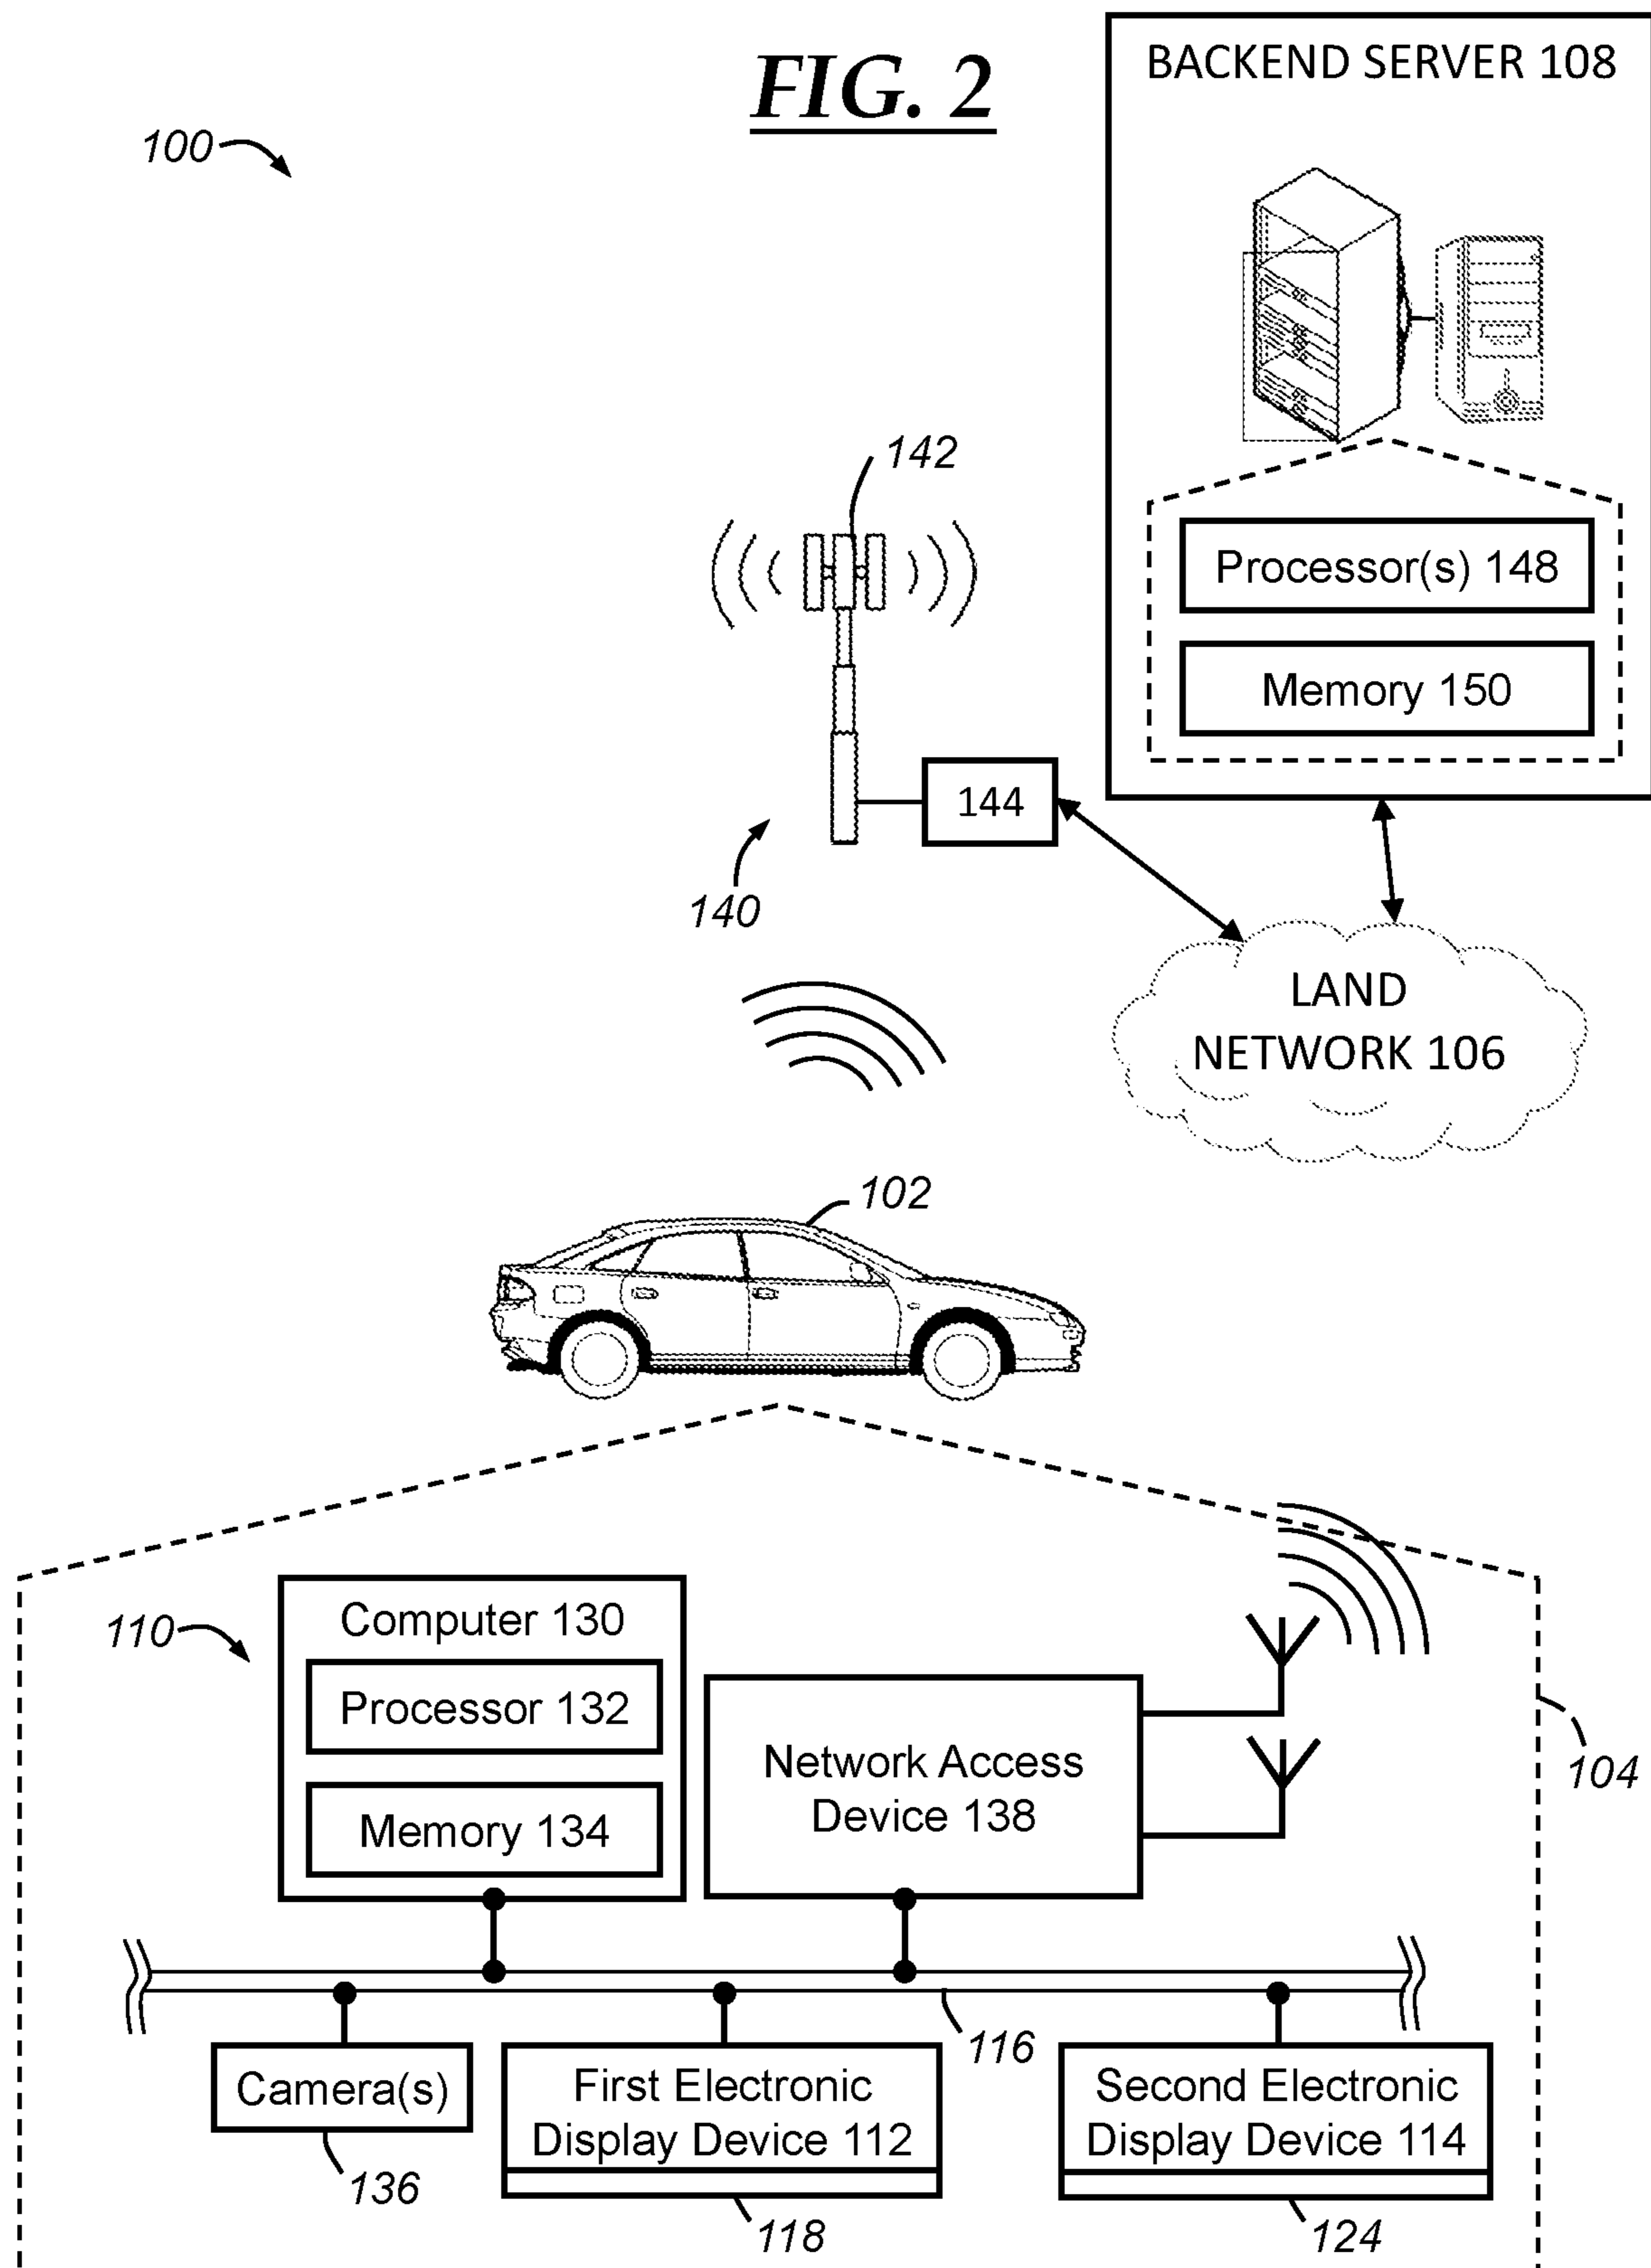 FIG. 2
BACKEND SERVER 108
100
142
Processor(s) 148
Memory 150
144
140
LAND
NETWORK 106
102
110
Computer 130
Processor 132
Memory 134
Network Access
Device 138
104
116
Camera(s)
136
First Electronic
Display Device 112
118
Second Electronic
Display Device 114
124